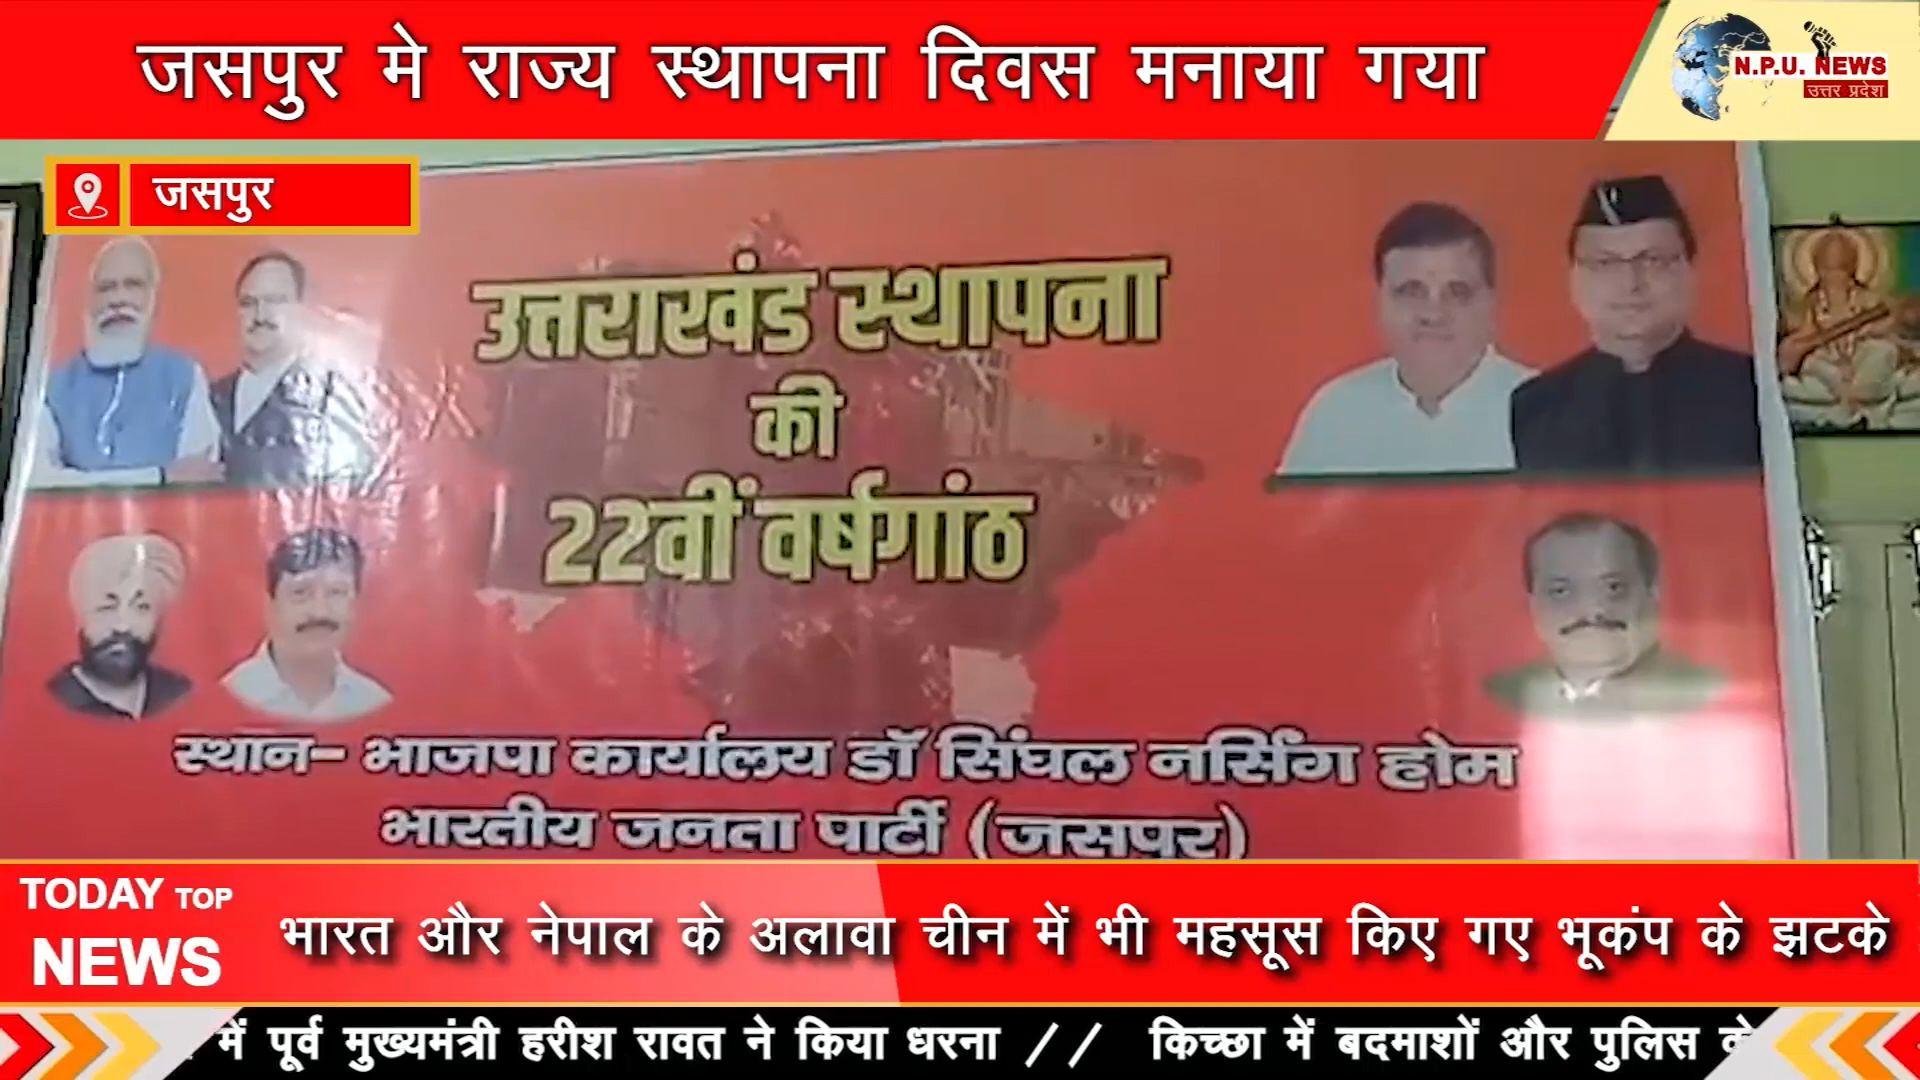 जसपुर मे राज्य स्थापना दिवस मनाया गया
N.P.U. NEWS
उत्तर प्रदेश
जसपुर
उत्तराखंड स्थापना
की
22वीं वर्षगांठ
स्थान- भाजपा कार्यालय डॉ सिंघल नर्सिंग होम
भारतीय जनता पार्टी (जसपुर)
TODAY TOP
NEWS
भारत और नेपाल के अलावा चीन में भी महसूस किए गए भूकंप के झटके
में पूर्व मुख्यमंत्री हरीश रावत ने किया धरना // किच्छा में बदमाशों और पुलिस के